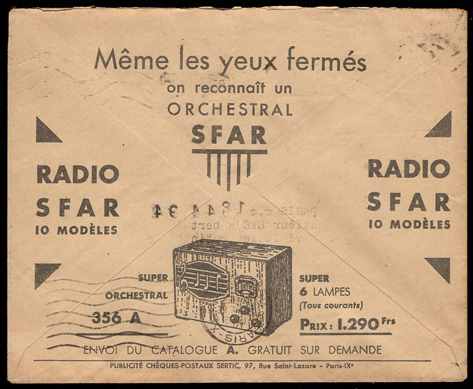 Même les yeux fermés
on reconnaît un
ORCHESTRAL
SFAR
RADIO
SFAR
10 MODÈLES
RADIO
SFAR
10 MODÈLES
SUPER
ORCHESTRAL
356 A
SUPER
6 LAMPES
(Tous courants)
PRIX: 1.290 Frs
ENVOI DU CATALOGUE A. GRATUIT SUR DEMANDE
PUBLICITÉ CHÈQUES-POSTAUX SERTIC, 97, Rue Saint-Lazare - Paris-IXᵉ